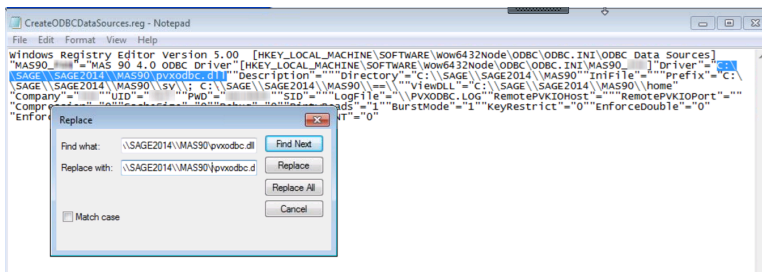 CreateODBCDataSources.reg - Notepad
File Edit Format View Help
Windows Registry Editor Version 5.00 [HKEY_LOCAL_MACHINE\SOFTWARE\Wow6432Node\ODBC\ODBC.INI\ODBC Data Sources]
"MAS90_ "="MAS 90 4.0 ODBC Driver"[HKEY_LOCAL_MACHINE\SOFTWARE\Wow6432Node\ODBC\ODBC.INI\MAS90_ ]"Driver"="C:\
\SAGE\\SAGE2014\\MAS90\pvxodbc.dll""Description"="""Directory"="C:\\SAGE\\SAGE2014\\MAS90""IniFile"="""Prefix"="C:\
\SAGE\\SAGE2014\\MAS90\\sy\\; C:\\SAGE\\SAGE2014\\MAS90\\==\\""ViewDLL"="C:\\SAGE\\SAGE2014\\MAS90\\home"
"Company"=" ""UID"=" ""PWD"=" ""SID"="""LogFile"="\\PVXODBC.LOG""RemotePVKIOHost"="""RemotePVKIOPort"=""
"1""BurstMode"="1""KeyRestrict"="0""EnforceDouble"="0"
"0"
Replace
Find what: \\SAGE2014\\MAS90\pvxodbc.dll
Find Next
Replace with: \\SAGE2014\\MAS90\\pvxodbc.d
Replace
Replace All
Match case
Cancel